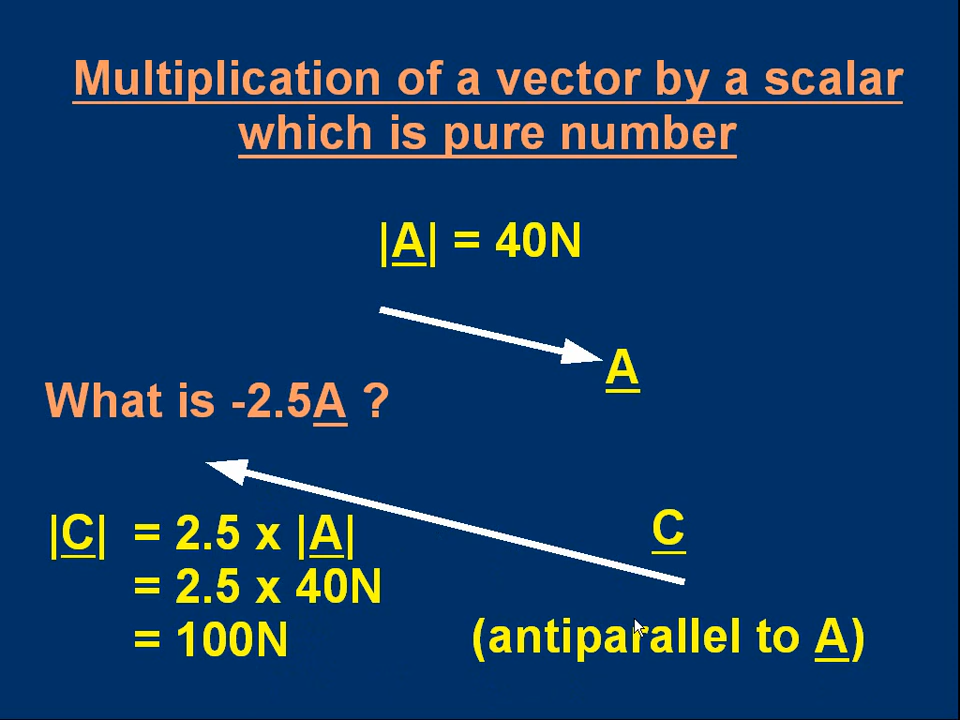 Multiplication of a vector by a scalar
which is pure number
|A| = 40N
A
What is -2.5A ?
C
|C| = 2.5 x |A|
= 2.5 x 40N
= 100N
(antiparallel to A)